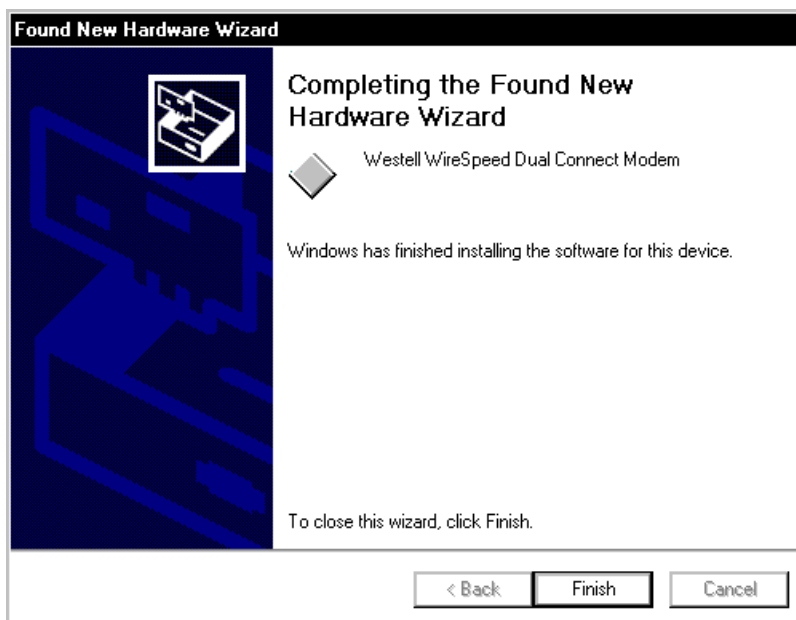 Found New Hardware Wizard
Completing the Found New
Hardware Wizard
Westell WireSpeed Dual Connect Modem
Windows has finished installing the software for this device.
To close this wizard, click Finish.
< Back
Finish
Cancel